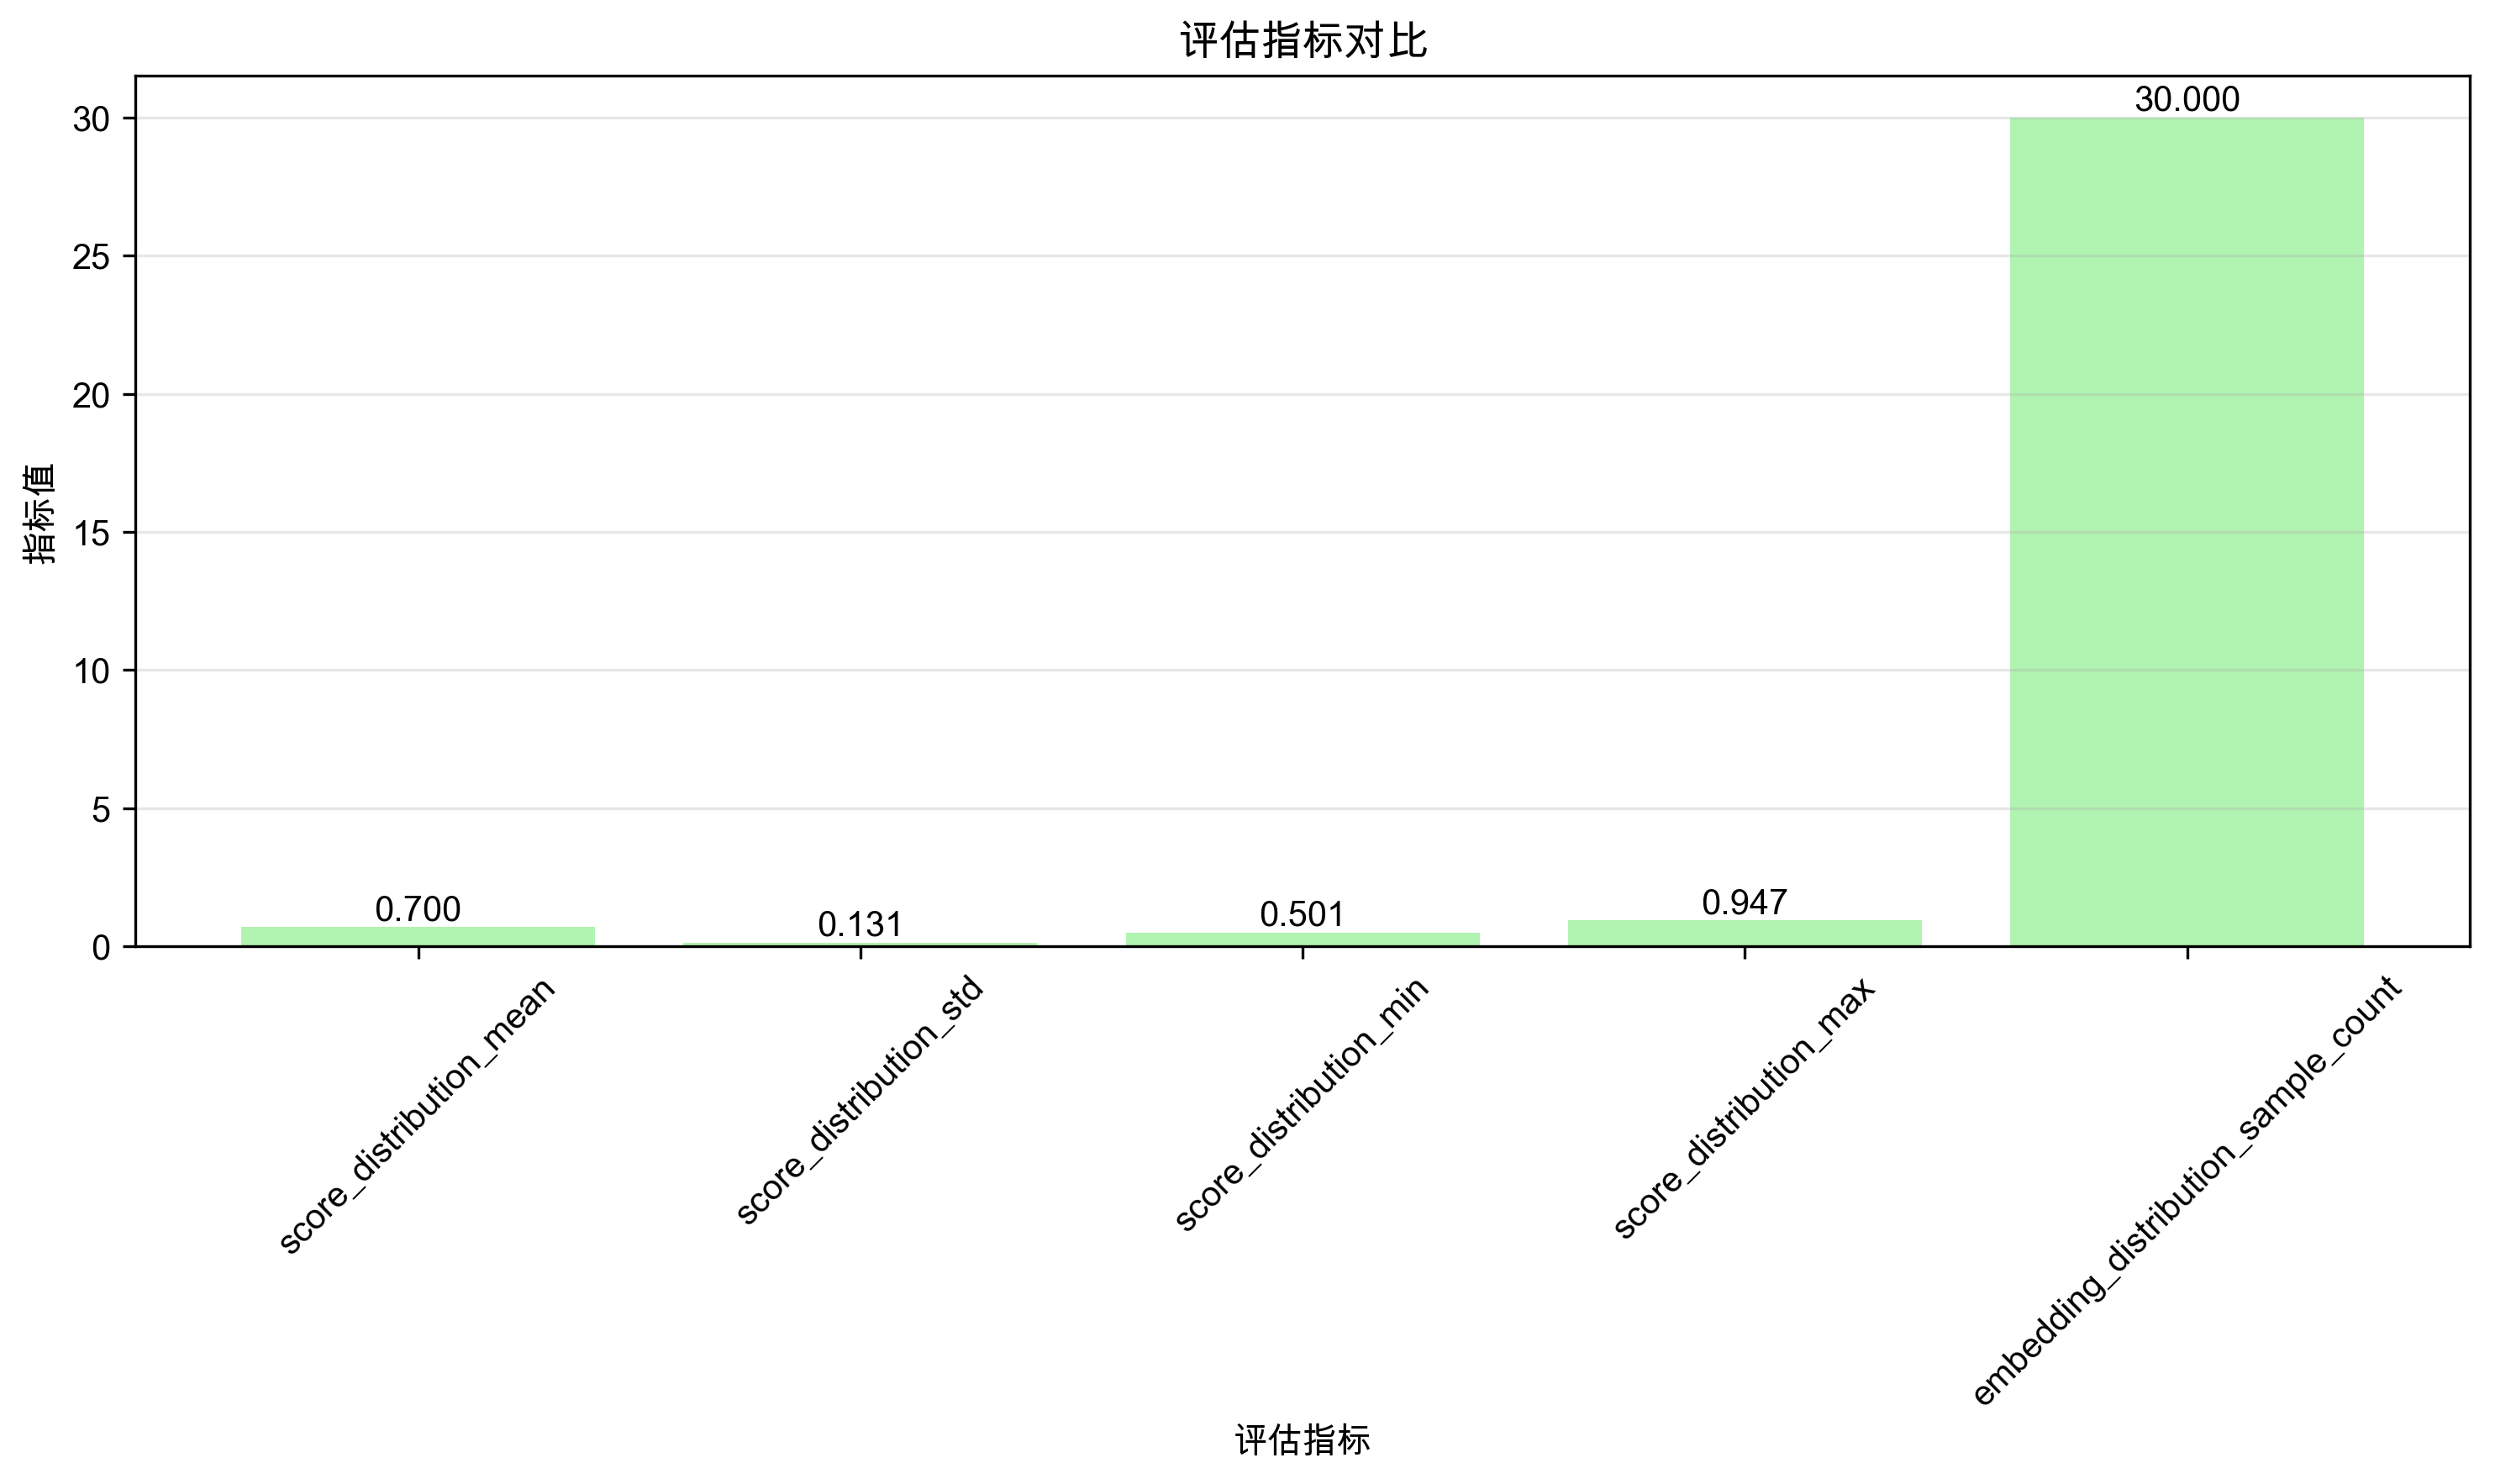 评估指标对比
指标值
30
25
20
15
10
5
0
0.700
0.131
0.501
0.947
30.000
score_distribution_mean
score_distribution_std
score_distribution_min
score_distribution_max
embedding_distribution_sample_count
评估指标